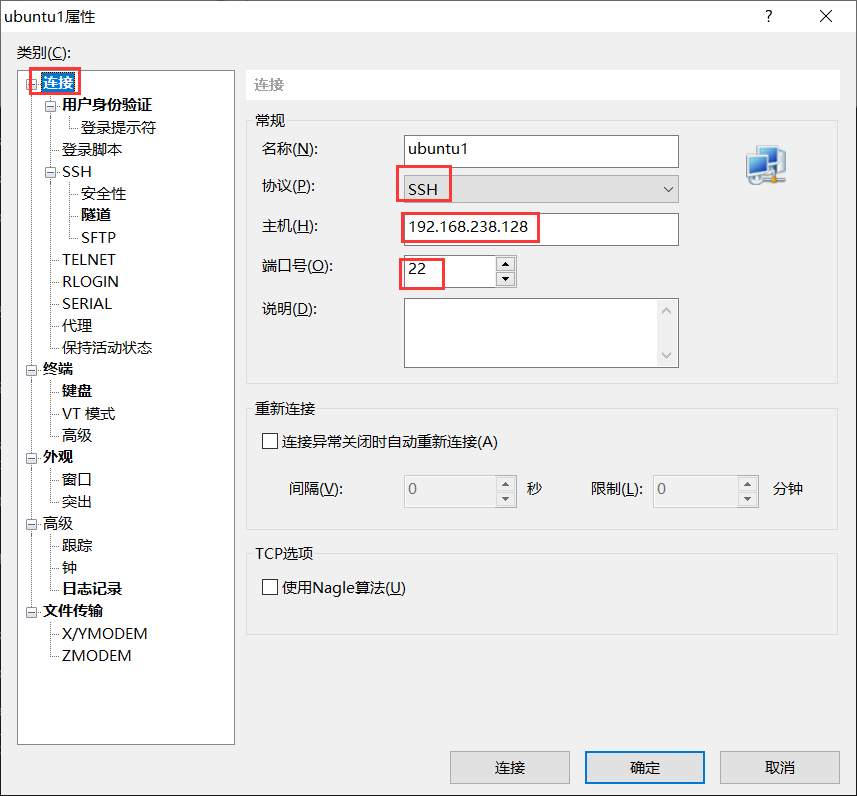 ubuntu1属性
?
类别(C):
连接
用户身份验证
登录提示符
登录脚本
SSH
安全性
隧道
SFTP
TELNET
RLOGIN
SERIAL
代理
保持活动状态
终端
键盘
VT 模式
高级
外观
窗口
突出
高级
跟踪
钟
日志记录
文件传输
X/YMODEM
ZMODEM
连接
常规
名称(N):
ubuntu1
协议(P):
SSH
主机(H):
192.168.238.128
端口号(O):
22
说明(D):
重新连接
连接异常关闭时自动重新连接(A)
间隔(V): 0 秒 限制(L): 0 分钟
TCP选项
使用Nagle算法(U)
连接 确定 取消